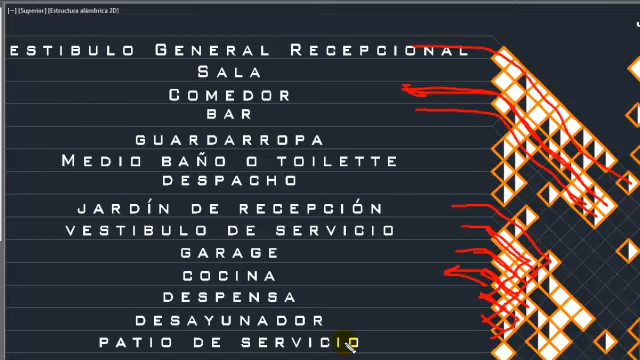 [−] [Superior] [Estructura alámbrica 2D]
ESTIBULO GENERAL RECEPCIONAL
SALA
COMEDOR
BAR
GUARDARROPA
MEDIO BAÑO O TOILETTE
DESPACHO
JARDÍN DE RECEPCIÓN
VESTIBULO DE SERVICIO
GARAGE
COCINA
DESPENSA
DESAYUNADOR
PATIO DE SERVICIO